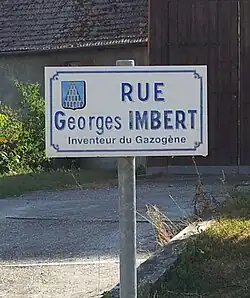 RUE
Georges IMBERT
Inventeur du Gazogène